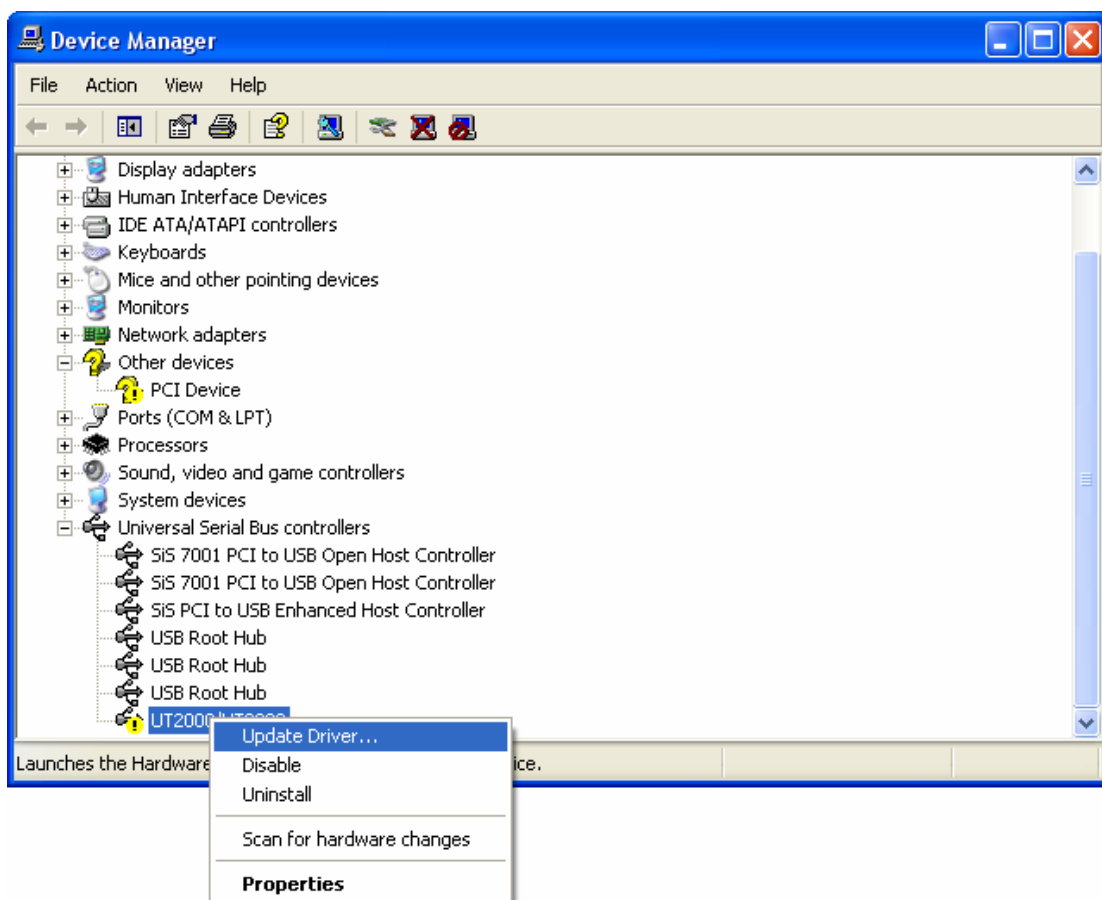 Device Manager
File Action View Help
Display adapters
Human Interface Devices
IDE ATA/ATAPI controllers
Keyboards
Mice and other pointing devices
Monitors
Network adapters
Other devices
PCI Device
Ports (COM & LPT)
Processors
Sound, video and game controllers
System devices
Universal Serial Bus controllers
SiS 7001 PCI to USB Open Host Controller
SiS 7001 PCI to USB Open Host Controller
SiS PCI to USB Enhanced Host Controller
USB Root Hub
USB Root Hub
USB Root Hub
Update Driver...
Launches the Hardware
Disable
Uninstall
Scan for hardware changes
Properties